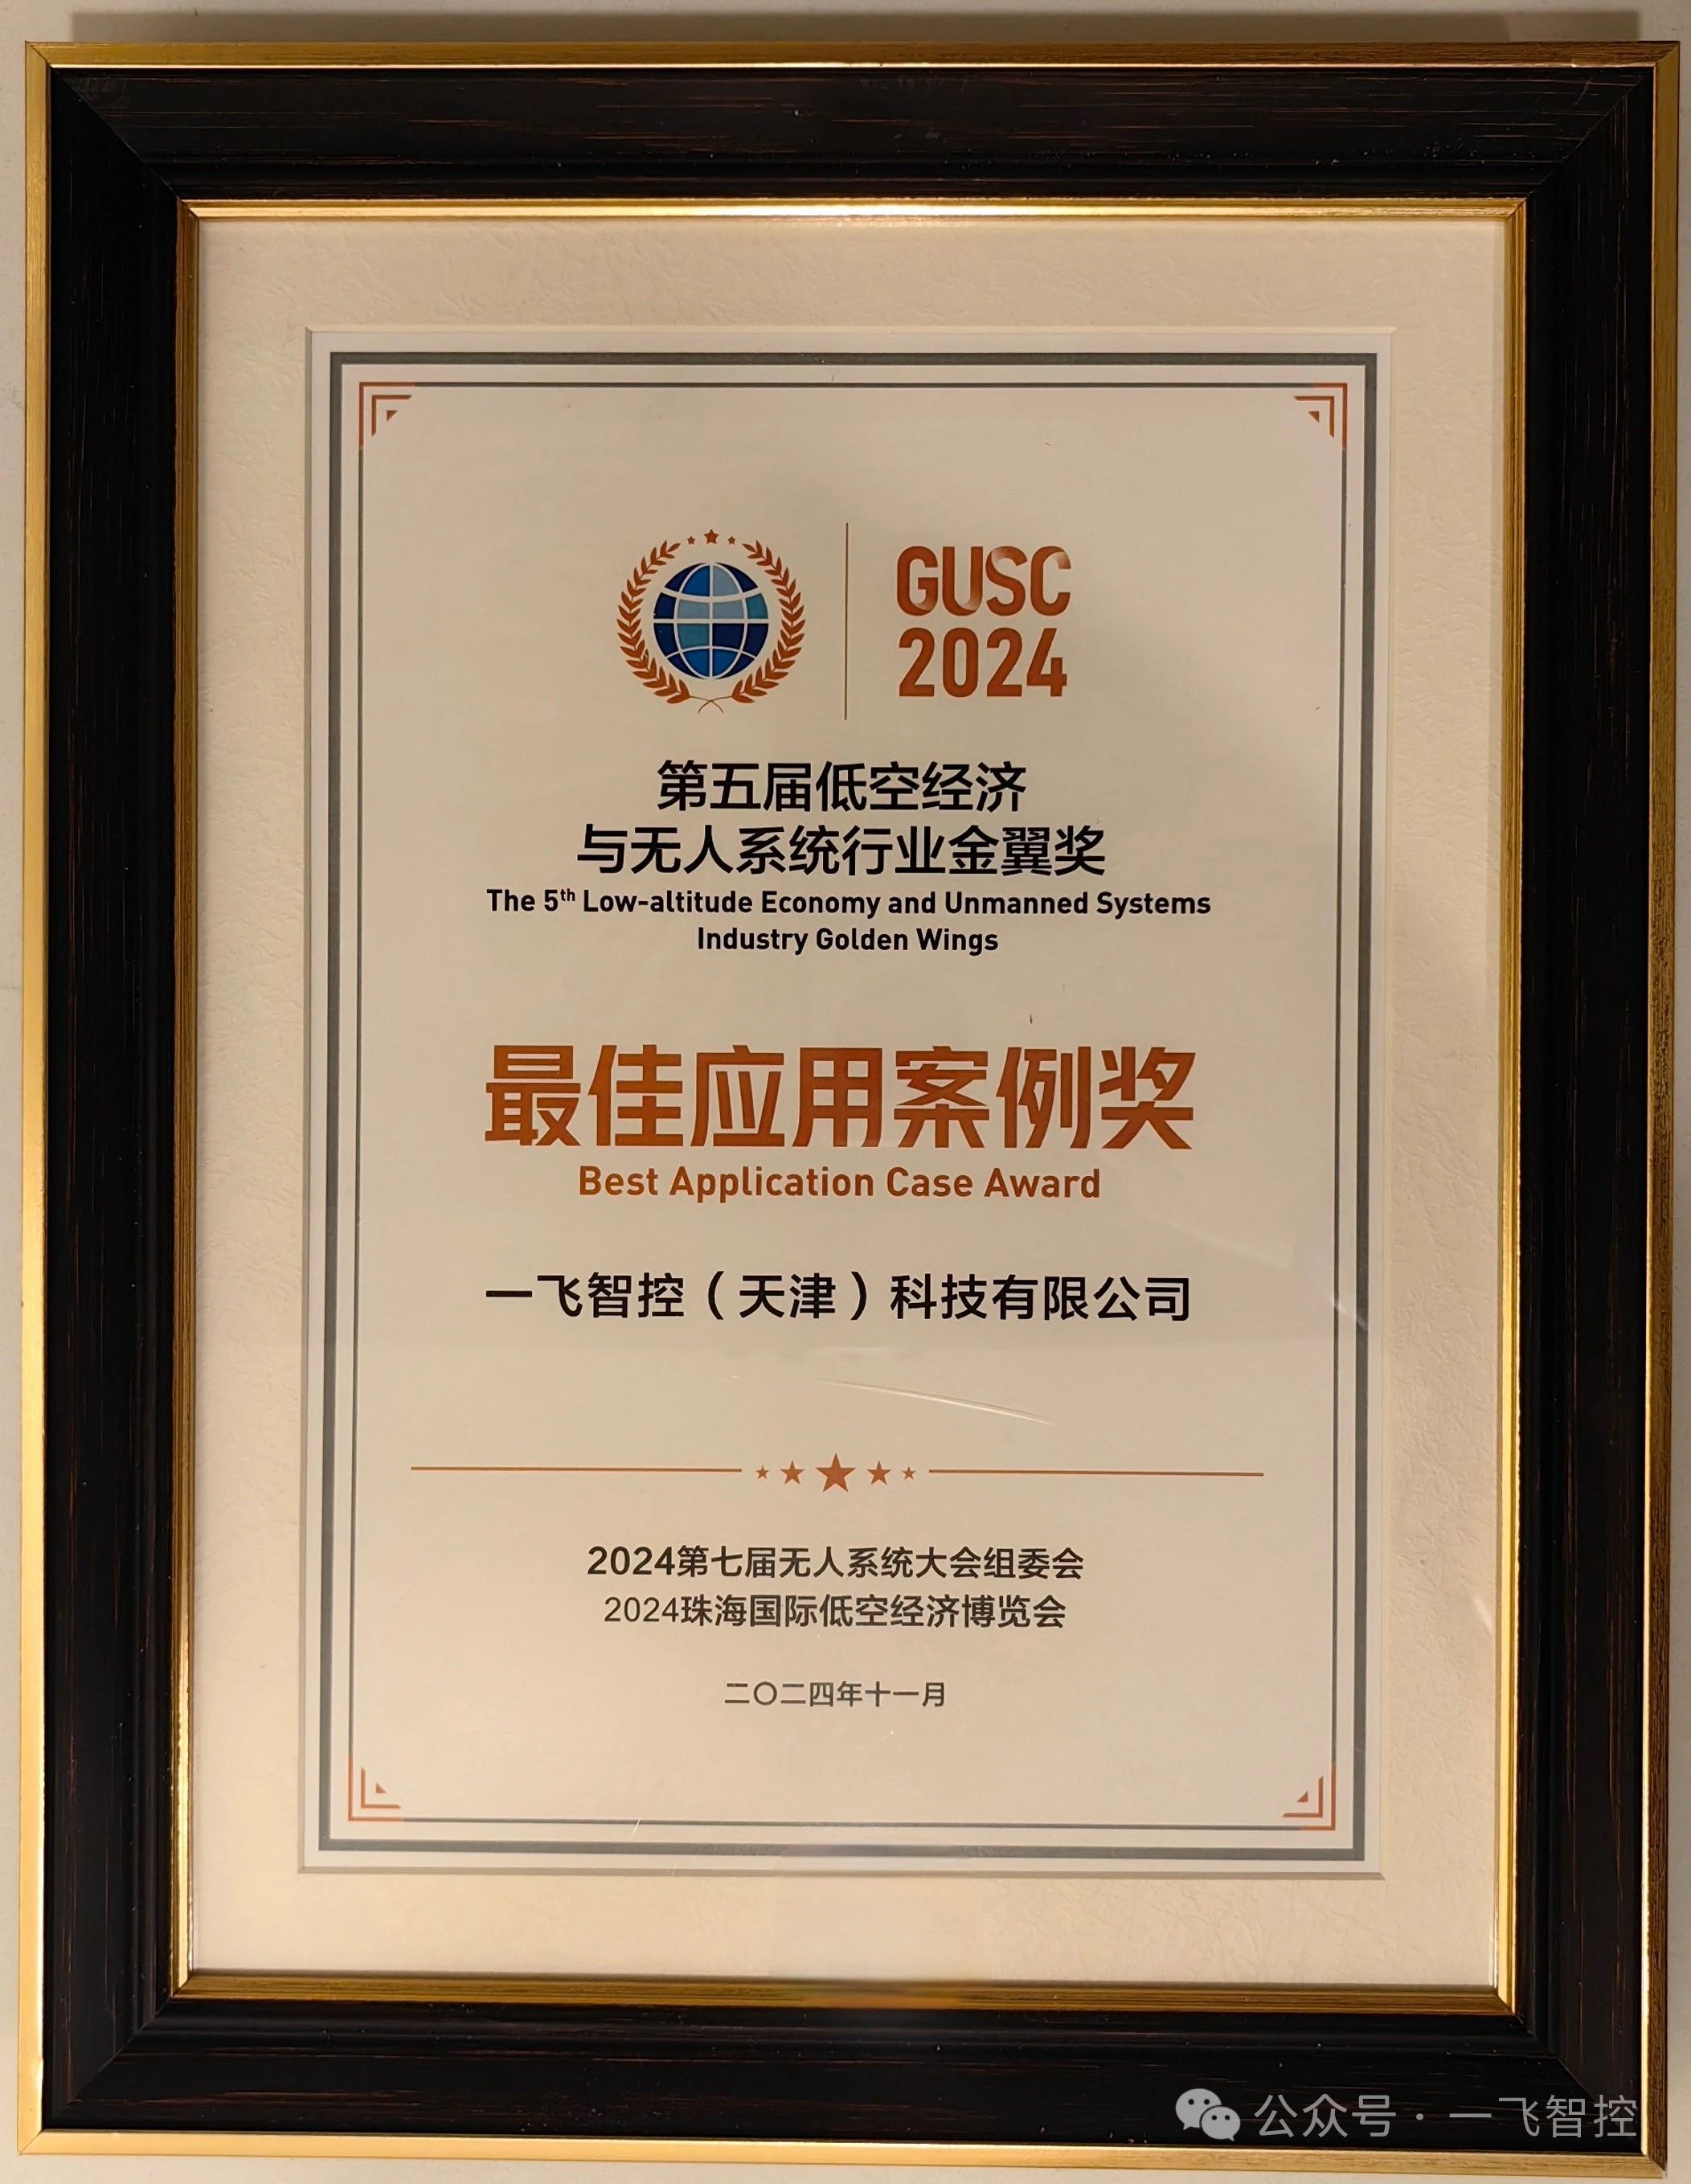 GUSC
2024
第五届低空经济
与无人系统行业金翼奖
The 5th Low-altitude Economy and Unmanned Systems
Industry Golden Wings
最佳应用案例奖
Best Application Case Award
一飞智控（天津）科技有限公司
2024第七届无人系统大会组委会
2024珠海国际低空经济博览会
二〇二四年十一月
公众号·一飞智控